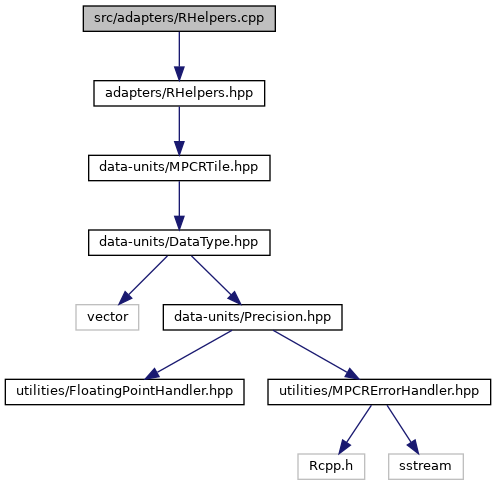 src/adapters/RHelpers.cpp
adapters/RHelpers.hpp
data-units/MPCRTile.hpp
data-units/DataType.hpp
vector
data-units/Precision.hpp
utilities/FloatingPointHandler.hpp
utilities/MPCRErrorHandler.hpp
Rcpp.h
sstream